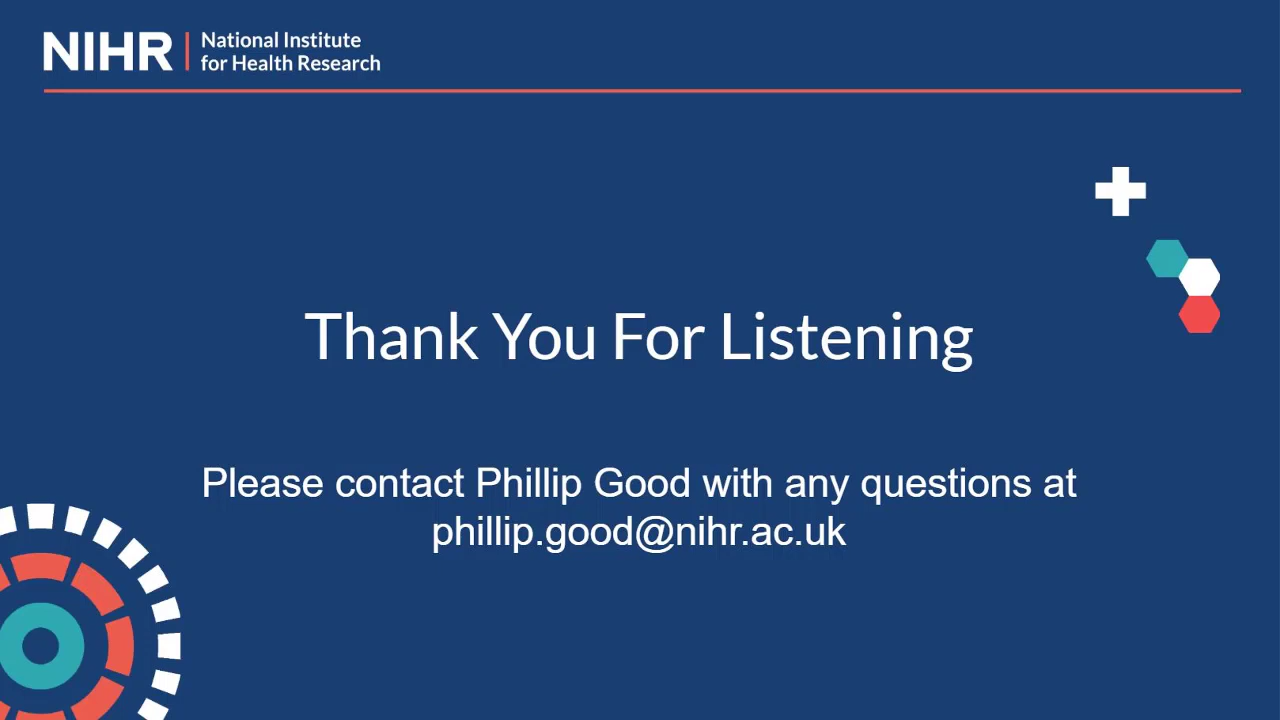 NIHR
National Institute
for Health Research
Thank You For Listening
Please contact Phillip Good with any questions at
phillip.good@nihr.ac.uk